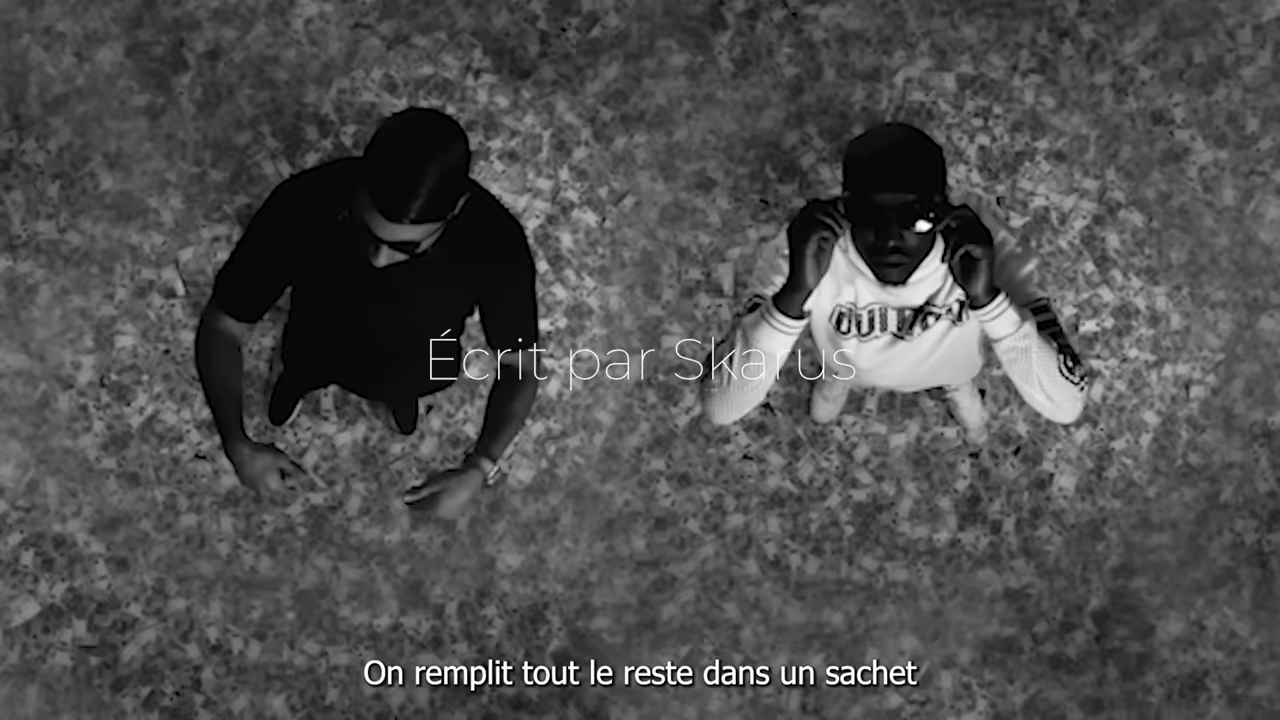 Écrit par Skarus
On remplit tout le reste dans un sachet